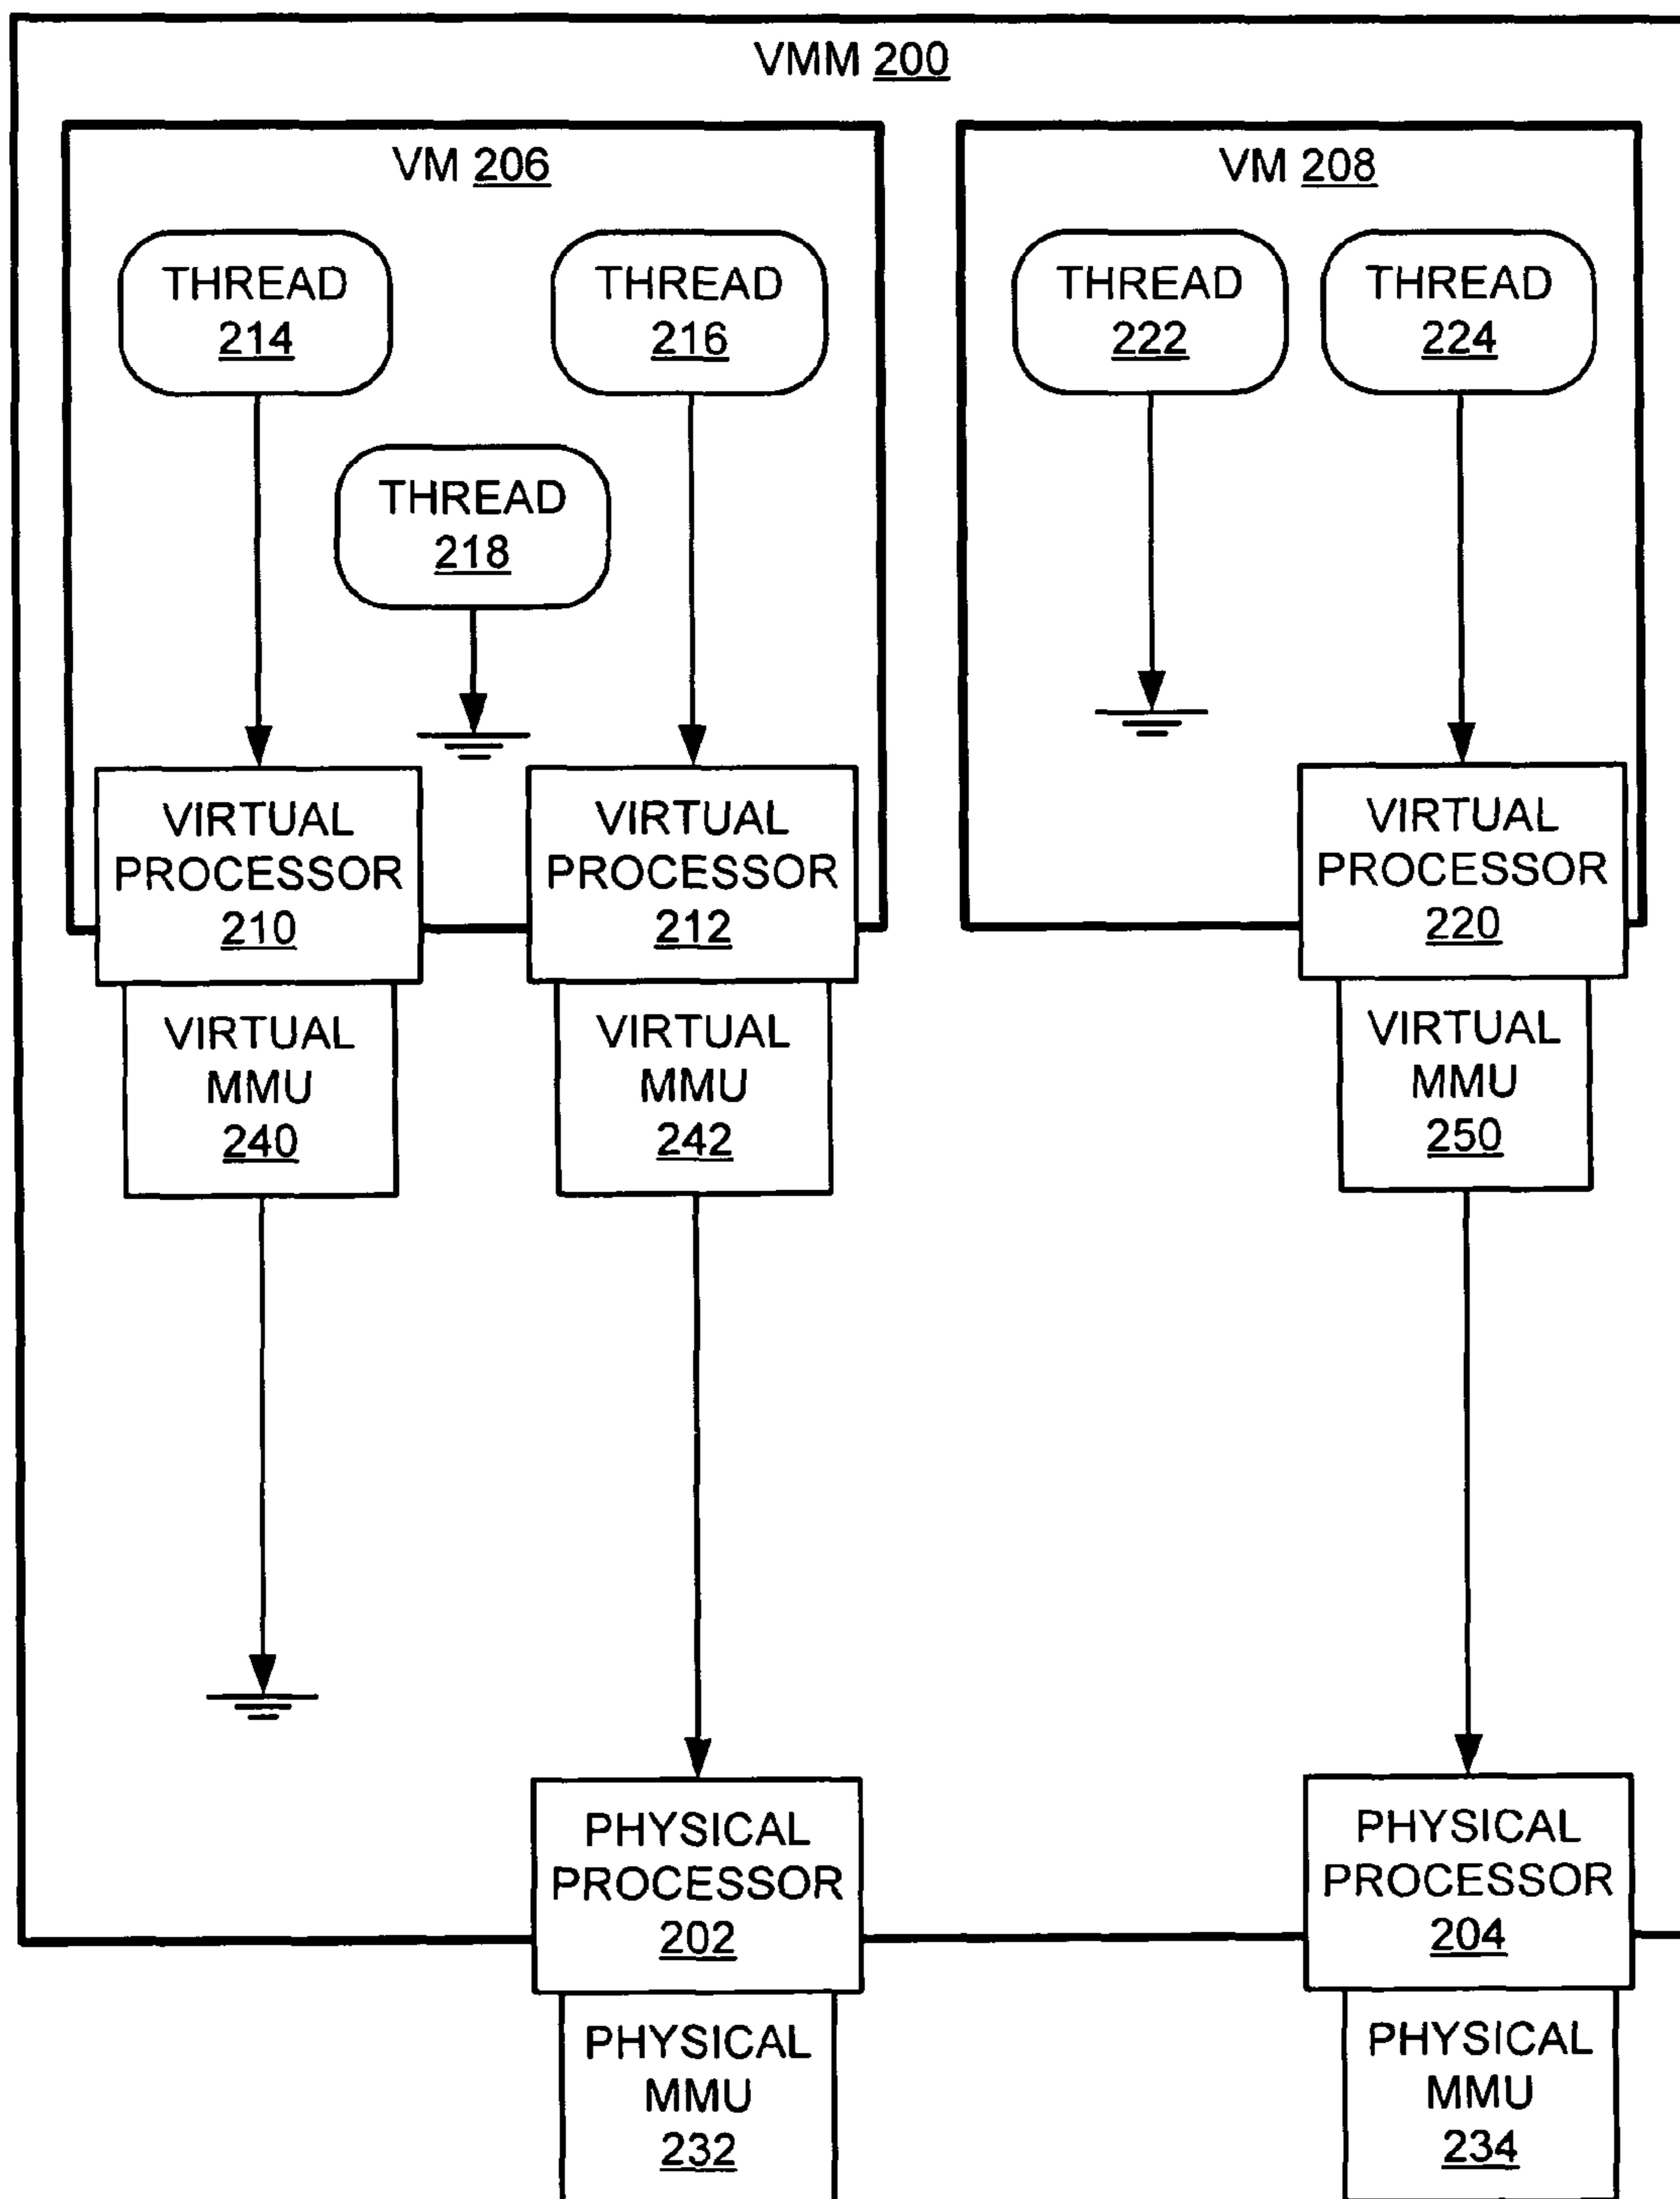 VMM 200
VM 206
THREAD
214
THREAD
216
THREAD
218
VIRTUAL
PROCESSOR
210
VIRTUAL
PROCESSOR
212
VIRTUAL
MMU
240
VIRTUAL
MMU
242
VM 208
THREAD
222
THREAD
224
VIRTUAL
PROCESSOR
220
VIRTUAL
MMU
250
PHYSICAL
PROCESSOR
202
PHYSICAL
MMU
232
PHYSICAL
PROCESSOR
204
PHYSICAL
MMU
234